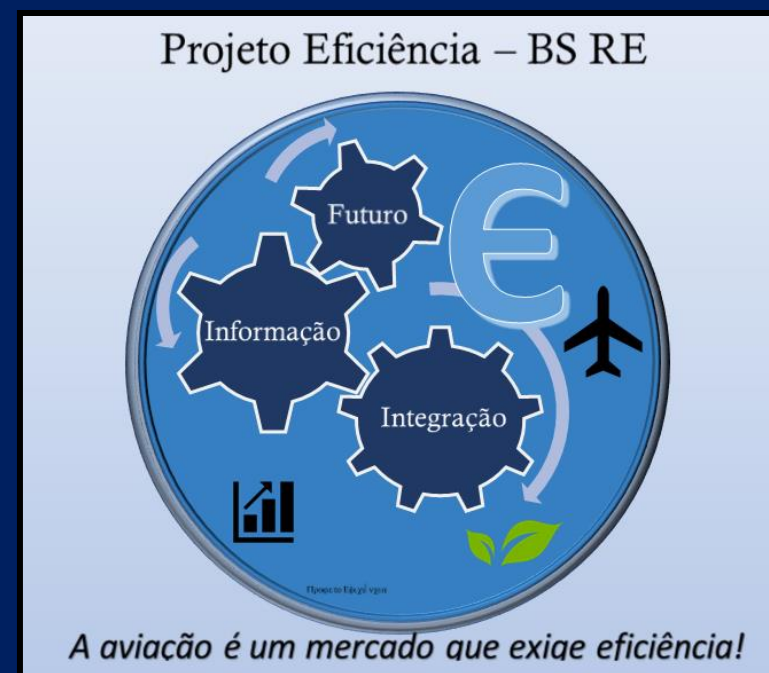 Projeto Eficiência – BS RE
Є
Futuro
Informação
Integração
A aviação é um mercado que exige eficiência!